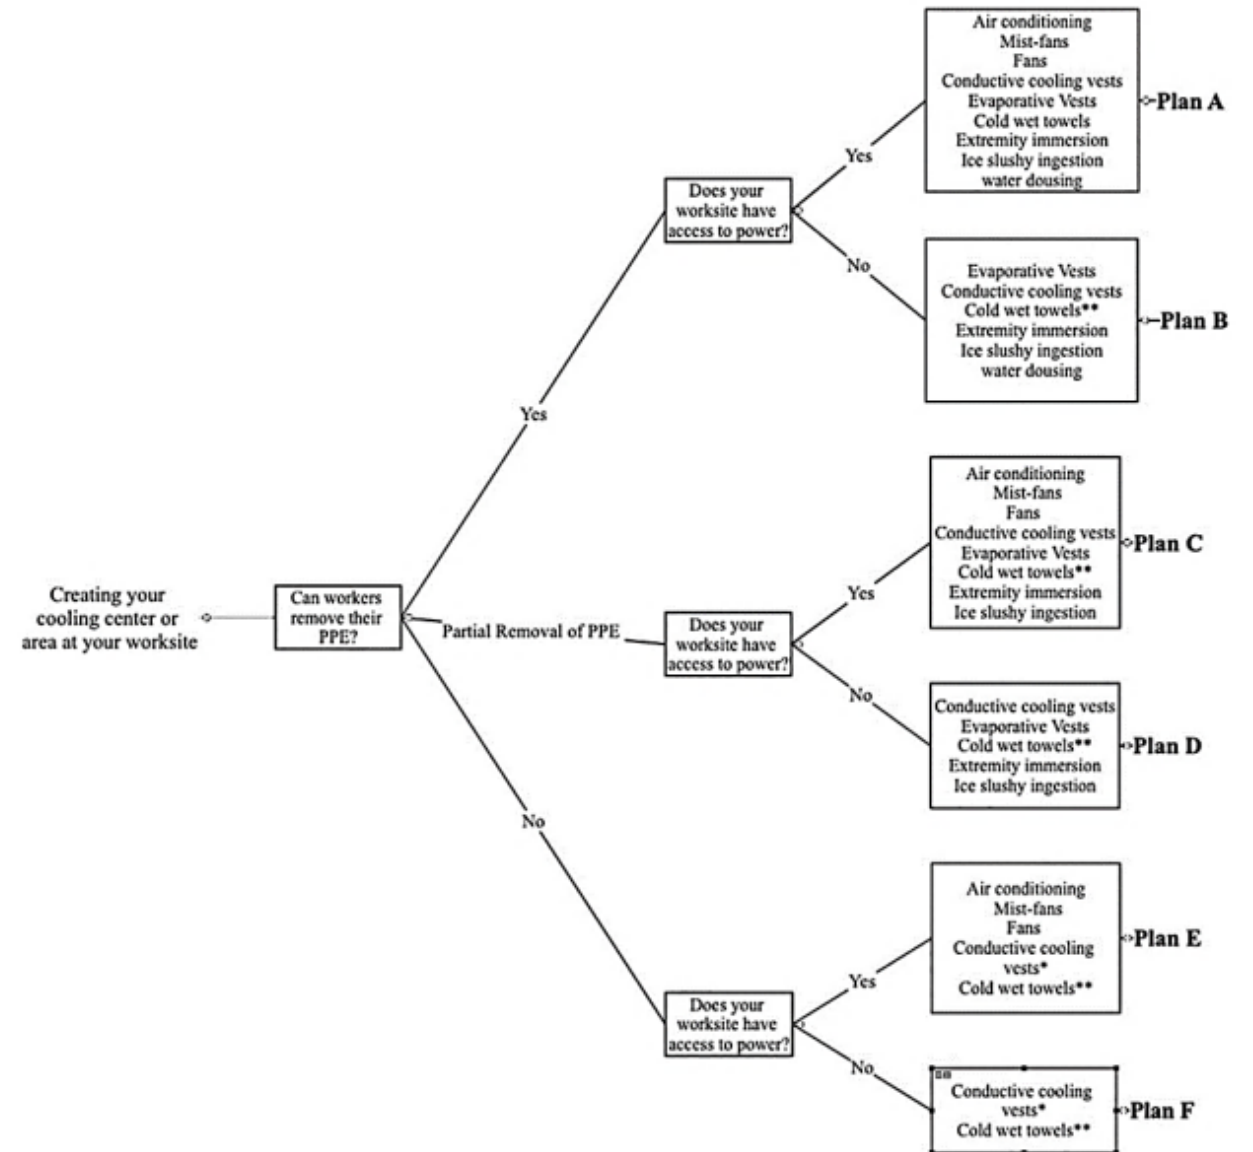 Creating your
cooling center or
area at your worksite
Can workers
remove their
PPE?
Yes
Does your
worksite have
access to power?
Yes
Air conditioning
Mist-fans
Fans
Conductive cooling vests
Evaporative Vests
Cold wet towels
Extremity immersion
Ice slushy ingestion
water dousing
Plan A
No
Evaporative Vests
Conductive cooling vests
Cold wet towels**
Extremity immersion
Ice slushy ingestion
water dousing
Plan B
Partial Removal of PPE
Does your
worksite have
access to power?
Yes
Air conditioning
Mist-fans
Fans
Conductive cooling vests
Evaporative Vests
Cold wet towels**
Extremity immersion
Ice slushy ingestion
Plan C
No
Conductive cooling vests
Evaporative Vests
Cold wet towels**
Extremity immersion
Ice slushy ingestion
Plan D
No
Does your
worksite have
access to power?
Yes
Air conditioning
Mist-fans
Fans
Conductive cooling
vests*
Cold wet towels**
Plan E
No
Conductive cooling
vests*
Cold wet towels**
Plan F